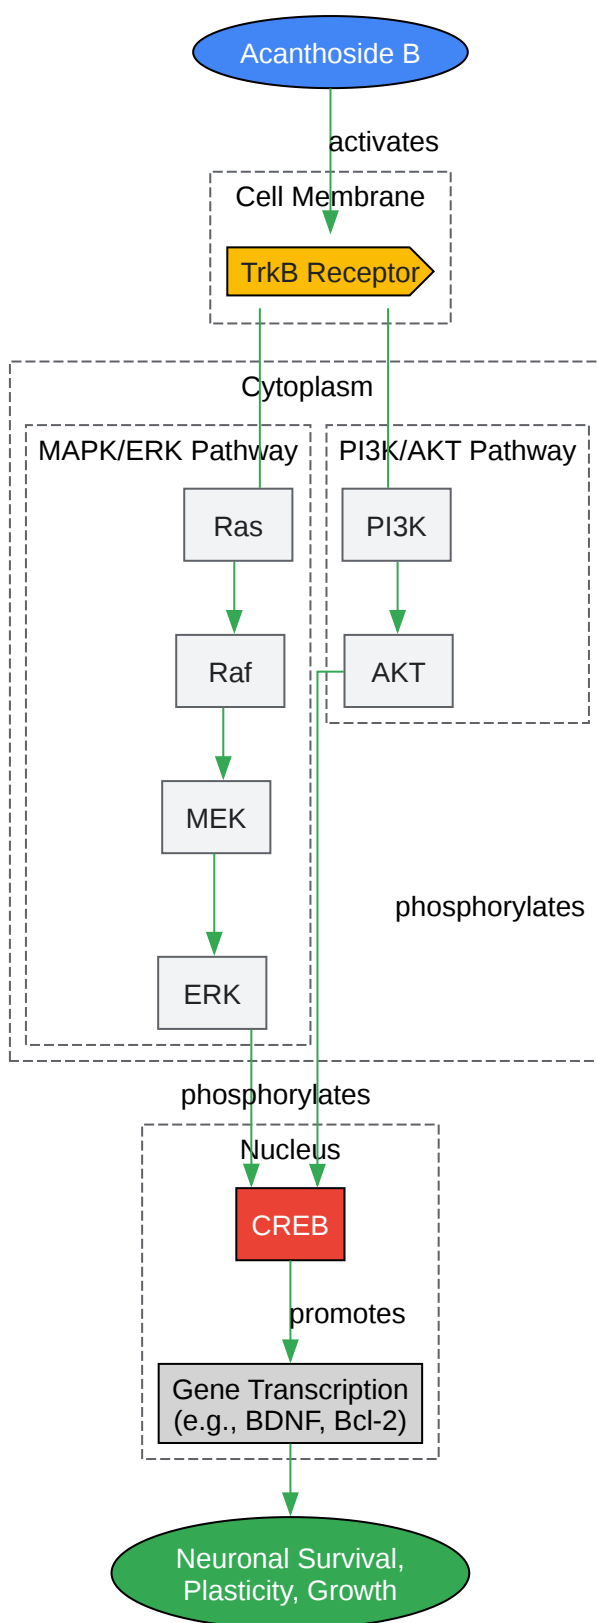 Acanthoside B
activates
Cell Membrane
TrkB Receptor
Cytoplasm
MAPK/ERK Pathway
PI3K/AKT Pathway
Ras
PI3K
Raf
AKT
MEK
phosphorylates
ERK
phosphorylates
Nucleus
CREB
promotes
Gene Transcription
(e.g., BDNF, Bcl-2)
Neuronal Survival,
Plasticity, Growth